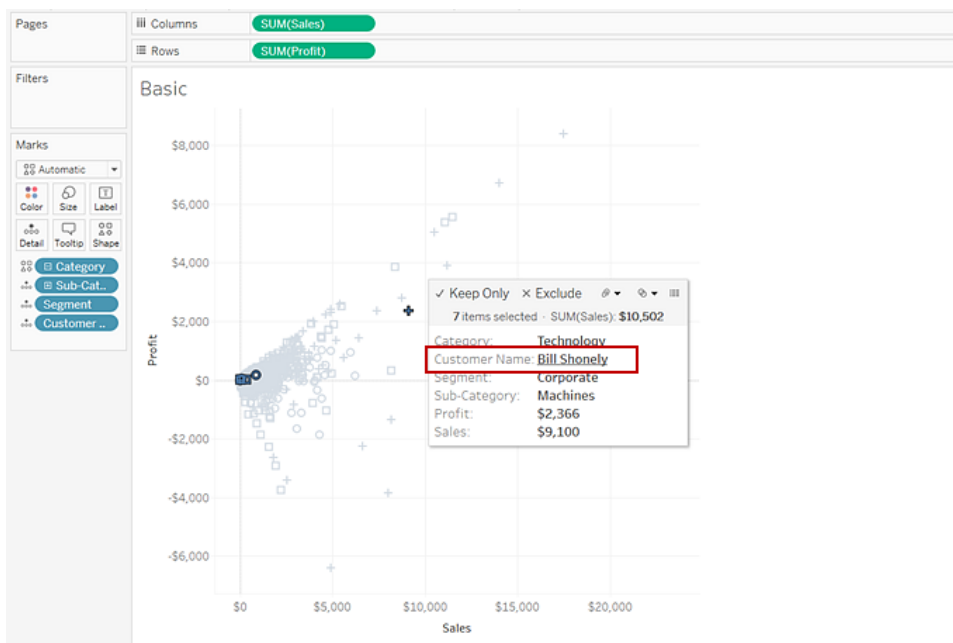 Pages
Columns SUM(Sales)
Rows SUM(Profit)
Filters
Basic
Marks
Automatic
Color Size Label
Detail Tooltip Shape
Category
Sub-Cat..
Segment
Customer ..
Profit
$8,000
$6,000
$4,000
$2,000
$0
-$2,000
-$4,000
-$6,000
✓ Keep Only × Exclude
7 items selected · SUM(Sales): $10,502
Category: Technology
Customer Name: Bill Shonely
Segment: Corporate
Sub-Category: Machines
Profit: $2,366
Sales: $9,100
$0 $5,000 $10,000 $15,000 $20,000
Sales